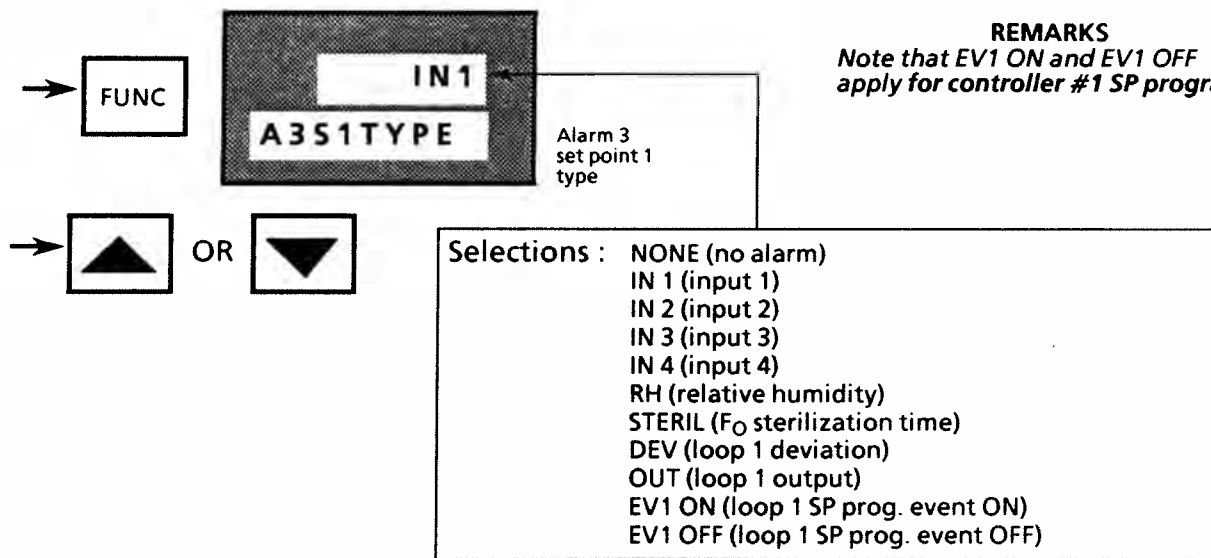 REMARKS
Note that EV1 ON and EV1 OFF
apply for controller #1 SP
FUNC
IN1
A3S1TYPE
Alarm 3
set point 1
type
OR
Selections :
NONE (no alarm)
IN 1 (input 1)
IN 2 (input 2)
IN 3 (input 3)
IN 4 (input 4)
RH (relative humidity)
STERIL (FO sterilization time)
DEV (loop 1 deviation)
OUT (loop 1 output)
EV1 ON (loop 1 SP prog. event ON)
EV1 OFF (loop 1 SP prog. event OFF)